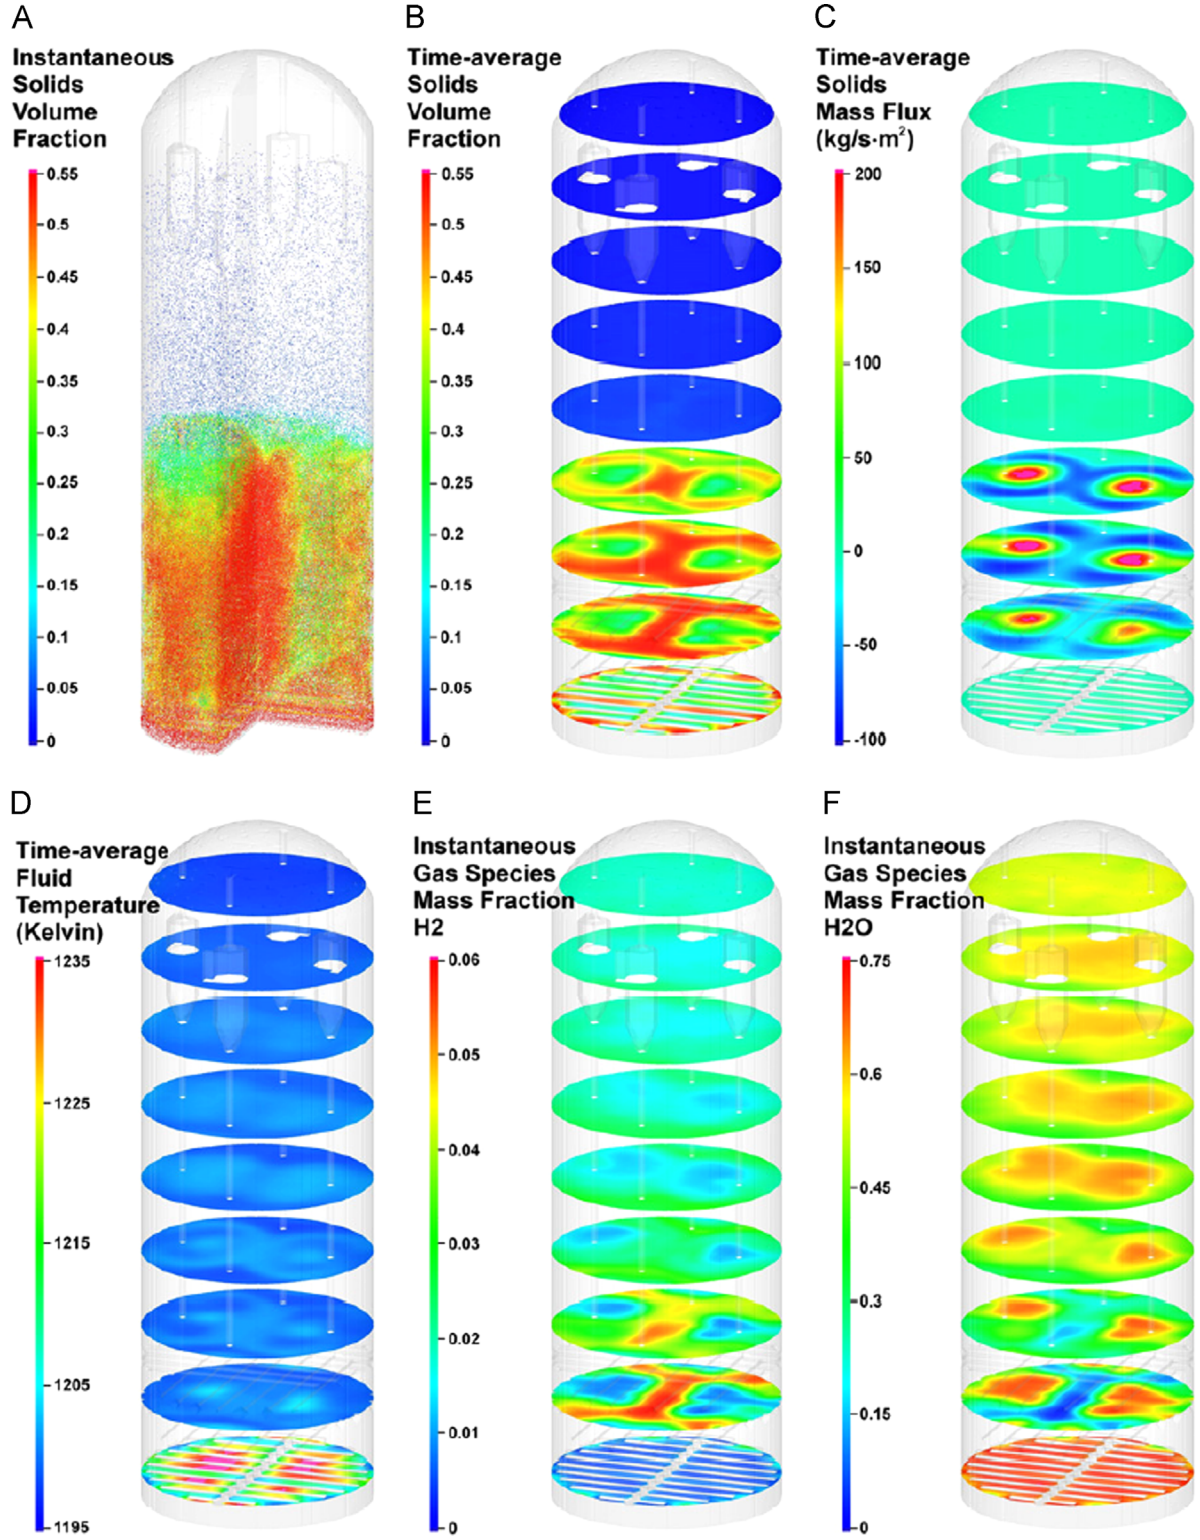 A
Instantaneous
Solids
Volume
Fraction
0.55
0.5
0.45
0.4
0.35
0.3
0.25
0.2
0.15
0.1
0.05
0
B
Time-average
Solids
Volume
Fraction
0.55
0.5
0.45
0.4
0.35
0.3
0.25
0.2
0.15
0.1
0.05
0
C
Time-average
Solids
Mass Flux
(kg/s·m²)
200
150
100
50
0
-50
-100
D
Time-average
Fluid
Temperature
(Kelvin)
1235
1225
1215
1205
1195
E
Instantaneous
Gas Species
Mass Fraction
H2
0.06
0.05
0.04
0.03
0.02
0.01
0
F
Instantaneous
Gas Species
Mass Fraction
H2O
0.75
0.6
0.45
0.3
0.15
0